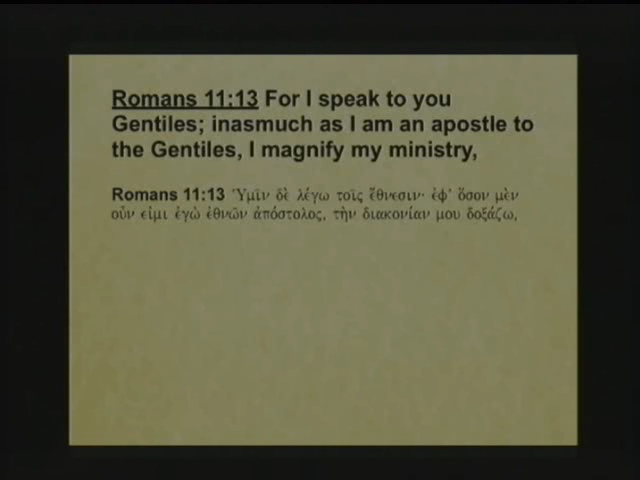 Romans 11:13 For I speak to you
Gentiles; inasmuch as I am an apostle to
the Gentiles, I magnify my ministry,
Romans 11:13 Ὑμῖν δὲ λέγω τοῖς ἔθνεσιν· ἐφ' ὅσον μὲν
οὖν εἰμι ἐγὼ ἐθνῶν ἀπόστολος, τὴν διακονίαν μου δοξάζω,